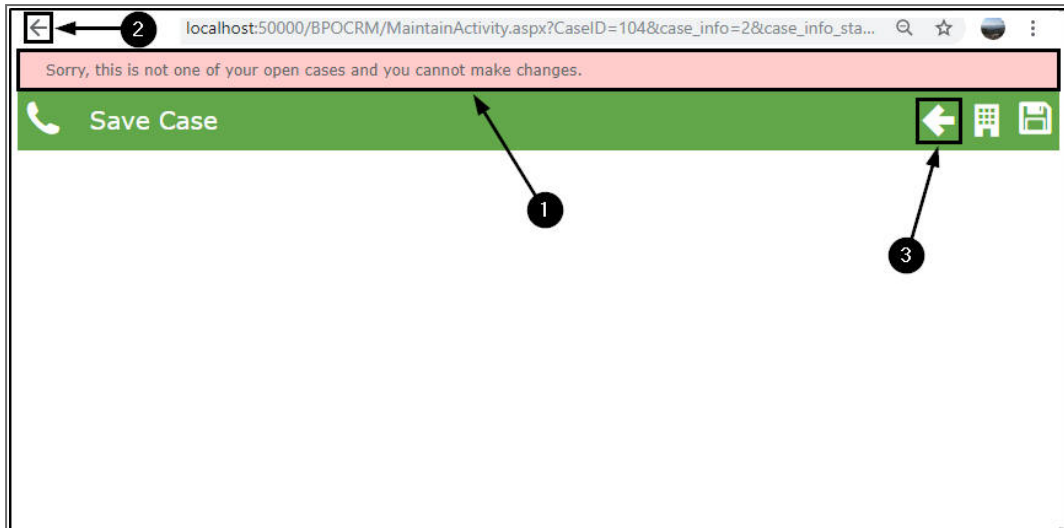 2
localhost:50000/BPOCRM/MaintainActivity.aspx?CaseID=104&case_info=2&case_info_sta...
Sorry, this is not one of your open cases and you cannot make changes.
Save Case
1
3